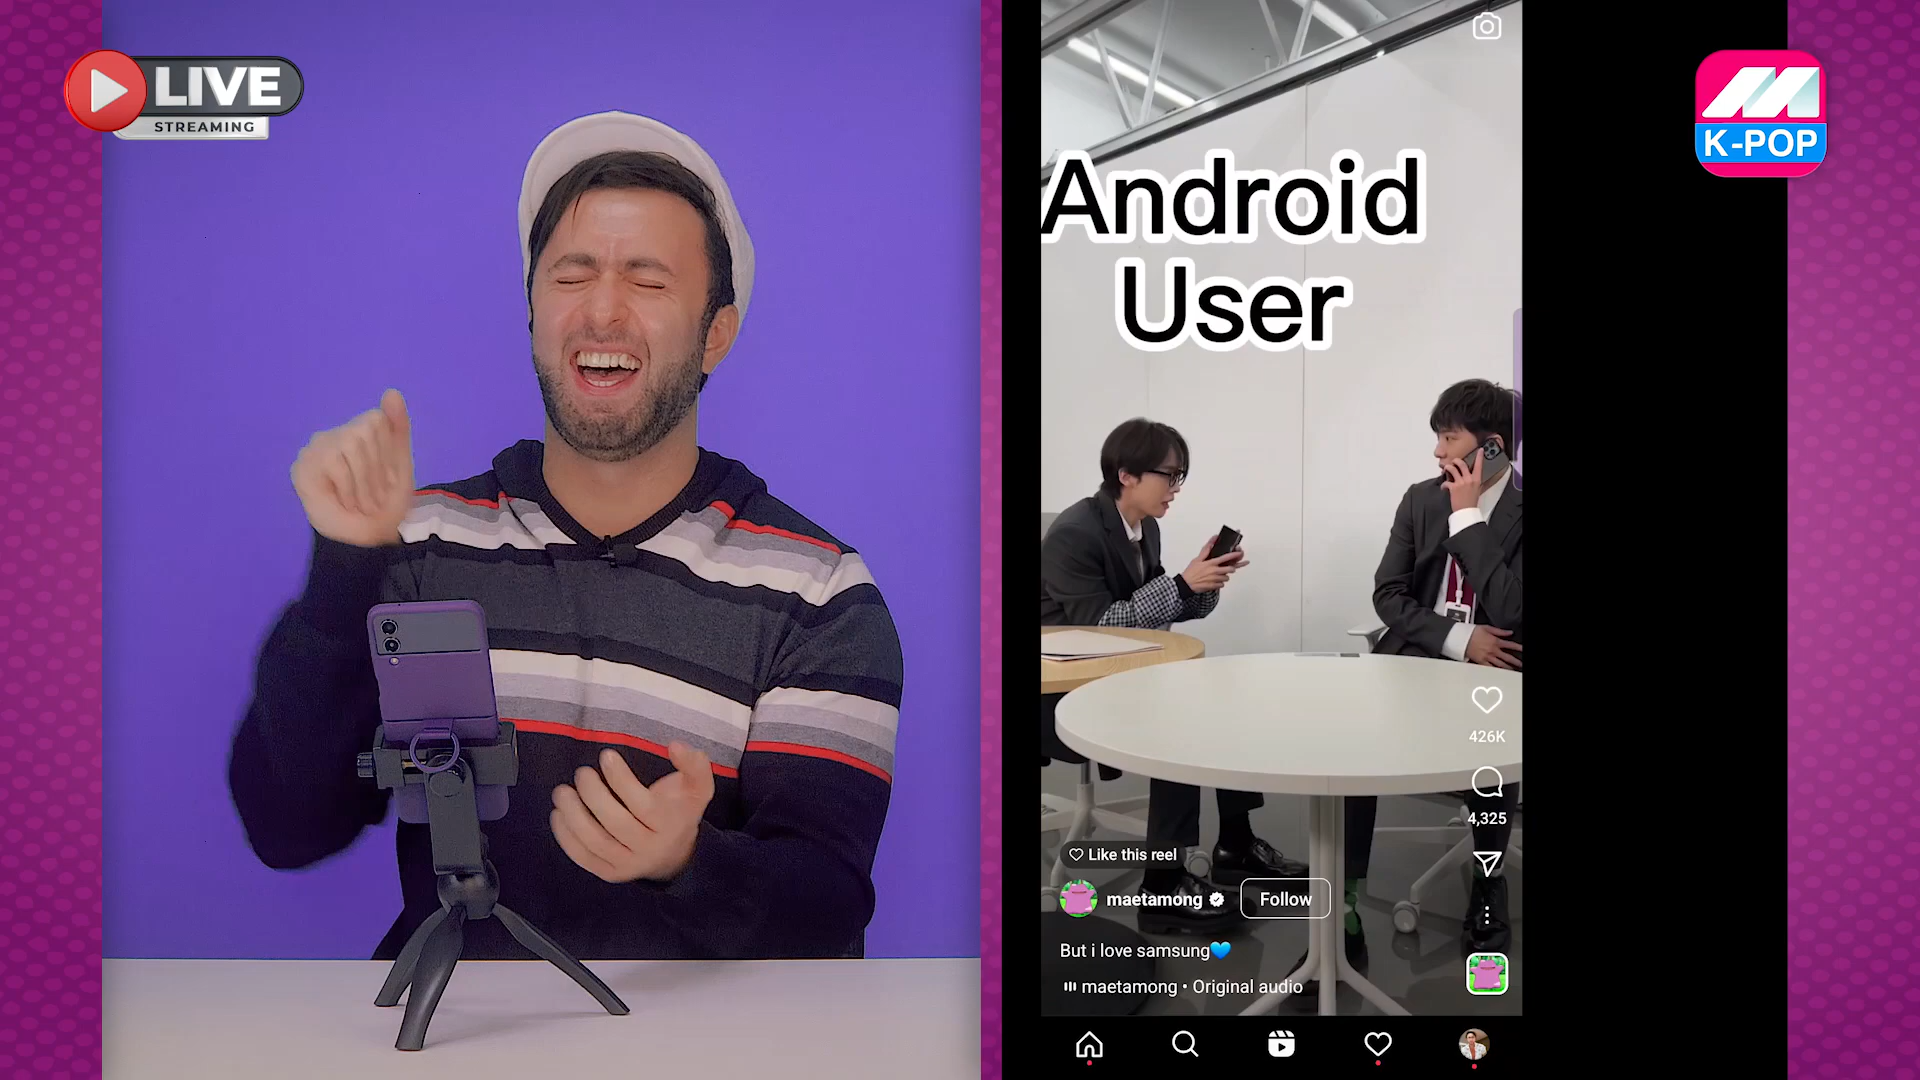 LIVE
STREAMING
K-POP
Android
User
426K
4,325
Like this reel
maetamong
Follow
But i love samsung💙
maetamong • Original audio